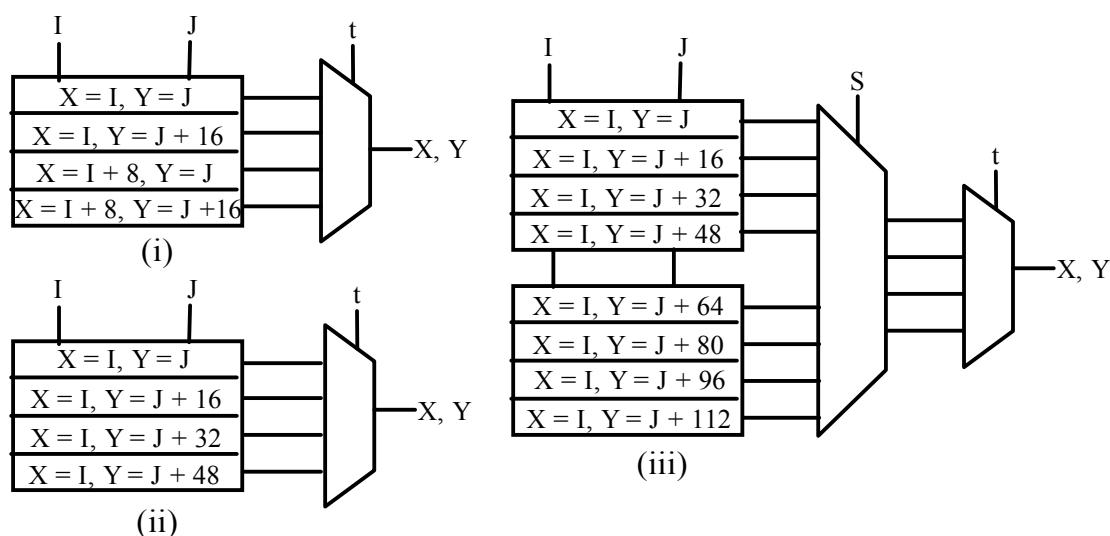 I J t
X = I, Y = J
X = I, Y = J + 16
X = I + 8, Y = J
X = I + 8, Y = J +16
X, Y
(i)
I J t
X = I, Y = J
X = I, Y = J + 16
X = I, Y = J + 32
X = I, Y = J + 48
X, Y
(ii)
I J S t
X = I, Y = J
X = I, Y = J + 16
X = I, Y = J + 32
X = I, Y = J + 48
X = I, Y = J + 64
X = I, Y = J + 80
X = I, Y = J + 96
X = I, Y = J + 112
X, Y
(iii)